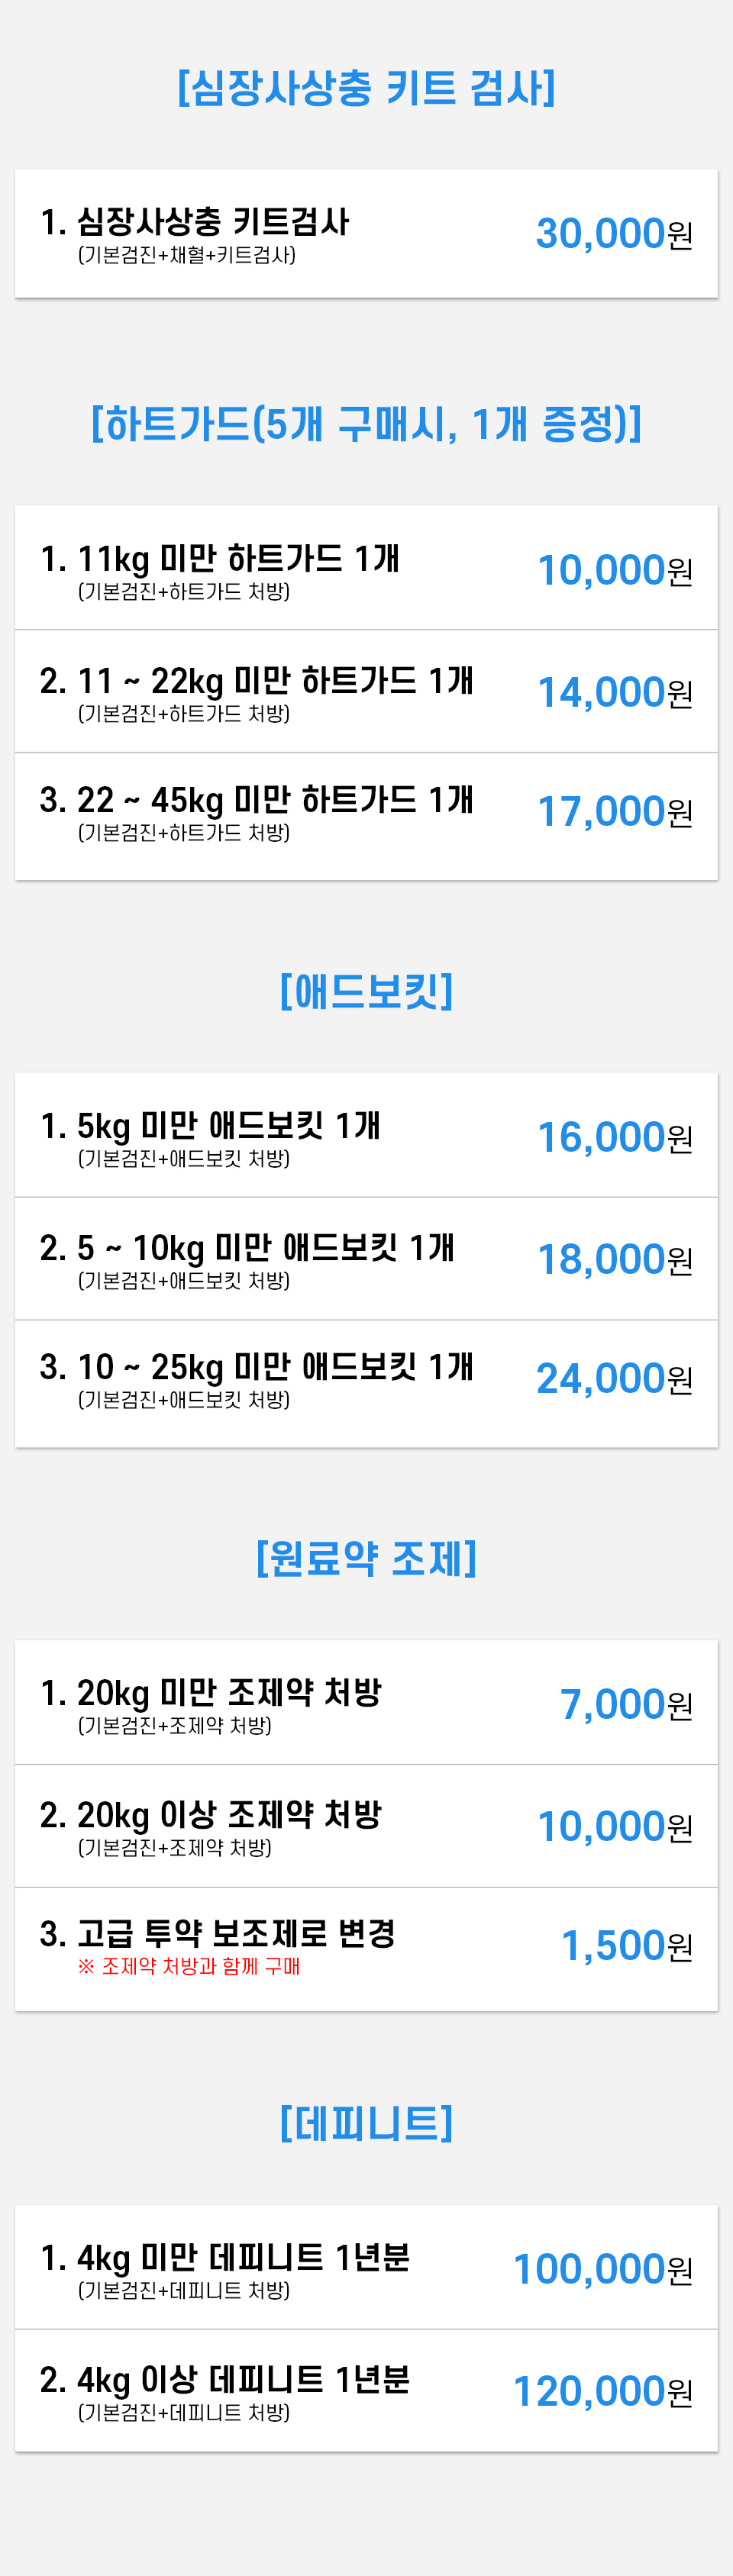 [심장사상충 키트 검사]
1. 심장사상충 키트검사
(기본검진+채혈+키트검사)
30,000원
[하트가드(5개 구매시, 1개 증정)]
1. 11kg 미만 하트가드 1개
(기본검진+하트가드 처방)
10,000원
2. 11 ~ 22kg 미만 하트가드 1개
(기본검진+하트가드 처방)
14,000원
3. 22 ~ 45kg 미만 하트가드 1개
(기본검진+하트가드 처방)
17,000원
[애드보킷]
1. 5kg 미만 애드보킷 1개
(기본검진+애드보킷 처방)
16,000원
2. 5 ~ 10kg 미만 애드보킷 1개
(기본검진+애드보킷 처방)
18,000원
3. 10 ~ 25kg 미만 애드보킷 1개
(기본검진+애드보킷 처방)
24,000원
[원료약 조제]
1. 20kg 미만 조제약 처방
(기본검진+조제약 처방)
7,000원
2. 20kg 이상 조제약 처방
(기본검진+조제약 처방)
10,000원
3. 고급 투약 보조제로 변경
※ 조제약 처방과 함께 구매
1,500원
[데피니트]
1. 4kg 미만 데피니트 1년분
(기본검진+데피니트 처방)
100,000원
2. 4kg 이상 데피니트 1년분
(기본검진+데피니트 처방)
120,000원